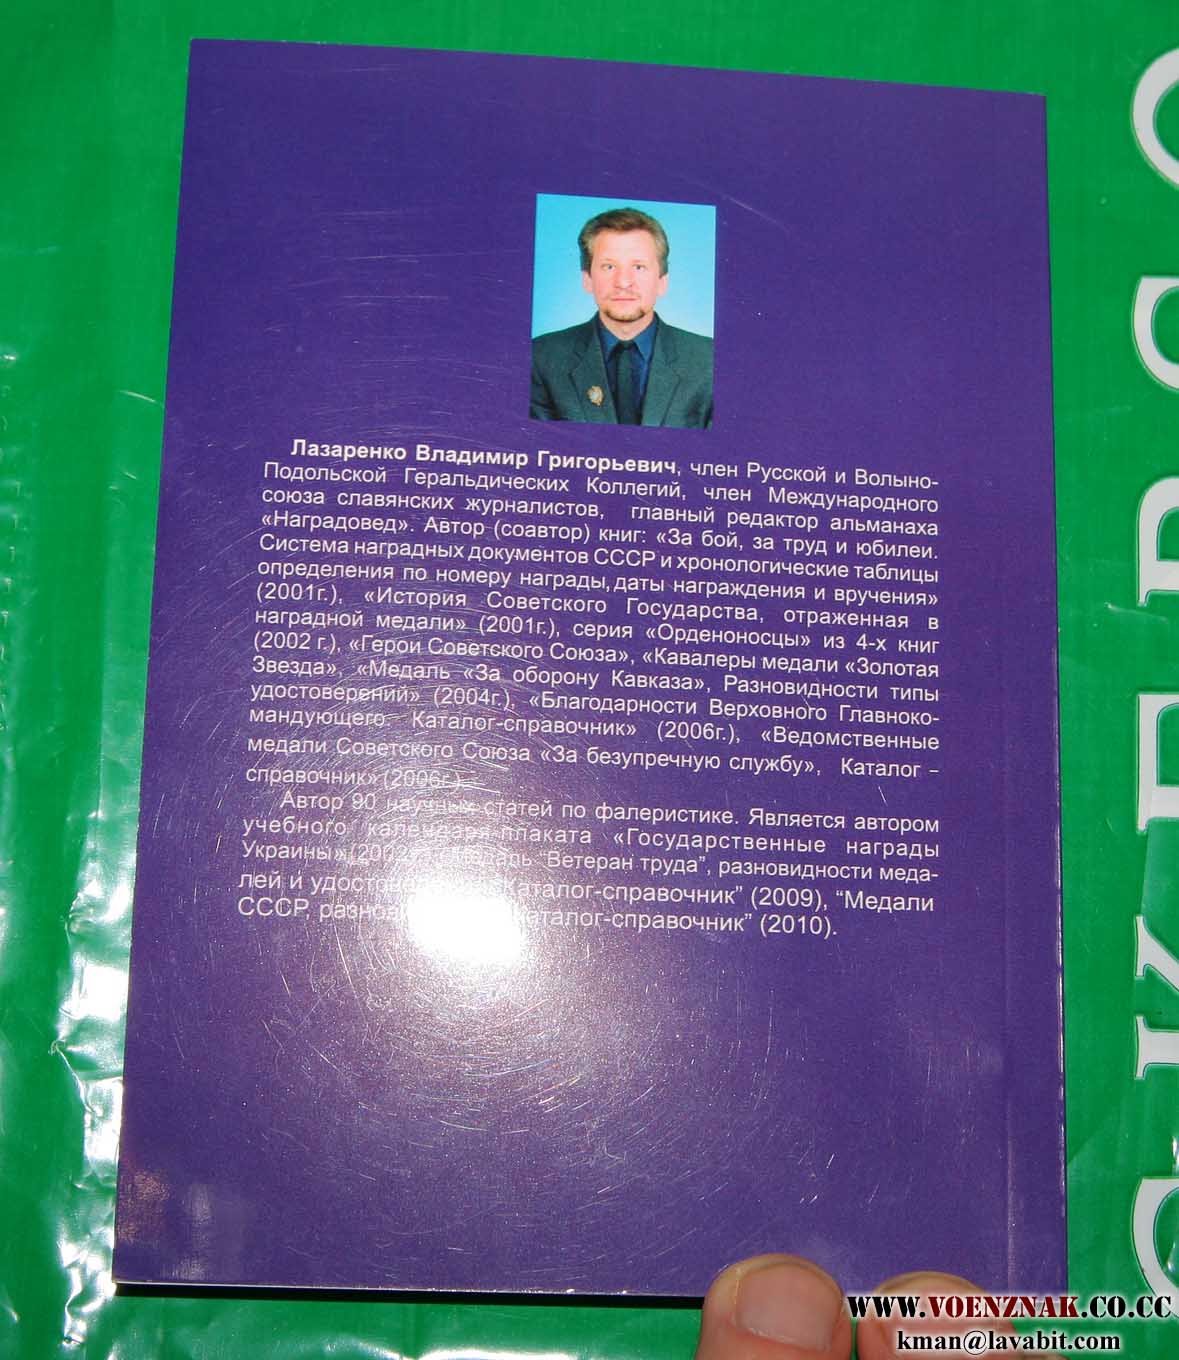 Лазаренко Владимир Григорьевич, член Русской и Волыно-
Подольской Геральдических Коллегий, член Международного
союза славянских журналистов, главный редактор альманаха
«Наградовед». Автор (соавтор) книг: «За бой, за труд и юбилеи.
Система наградных документов СССР и хронологические таблицы
определения по номеру награды, даты награждения и вручения»
(2001г.), «История Советского Государства, отраженная в
наградной медали» (2001г.), серия «Орденоносцы» из 4-х книг
(2002 г.), «Герои Советского Союза», «Кавалеры медали «Золотая
Звезда», «Медаль «За оборону Кавказа», Разновидности типы
удостоверений» (2004г.), «Благодарности Верховного Главноко-
мандующего. Каталог-справочник» (2006г.), «Ведомственные
медали Советского Союза «За безупречную службу», Каталог –
справочник» (2006г.)
Автор 90 научных статей по фалеристике. Является автором
учебного календаря-плаката «Государственные награды
Украины» Ветеран труда”, разновидности меда-
лей и каталог-справочник” (2009), “Медали
СССР, каталог-справочник” (2010).
WWW.VOENZNAK.CO.CC
kman@lavabit.com